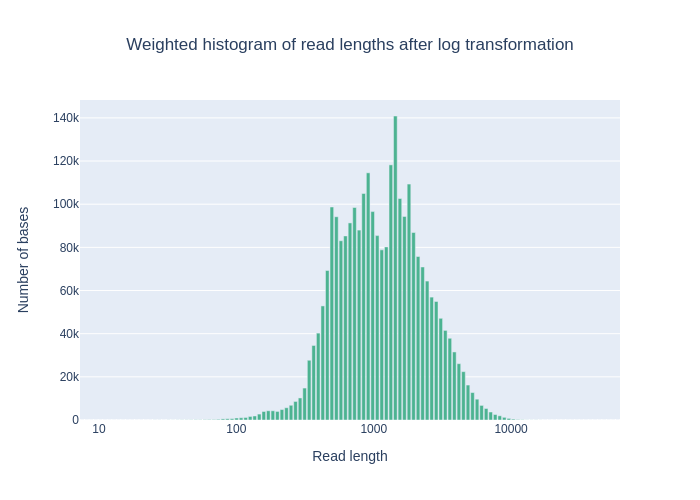 Weighted histogram of read lengths after log transformation
140k
120k
100k
80k
60k
40k
20k
0
Number of bases
10 100 1000 10000
Read length